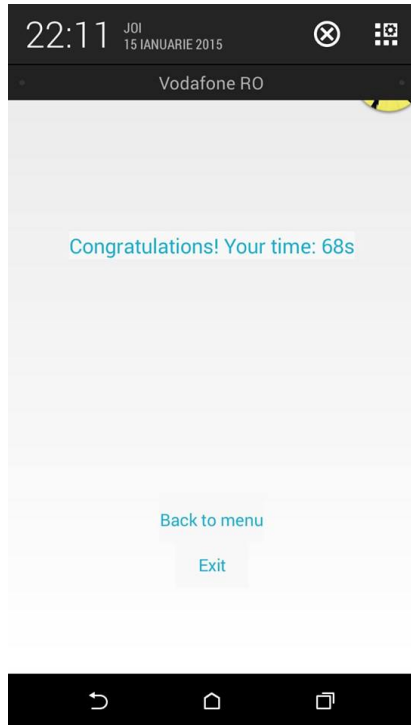 22:11
JOI
15 IANUARIE 2015
Vodafone RO
Congratulations! Your time: 68s
Back to menu
Exit